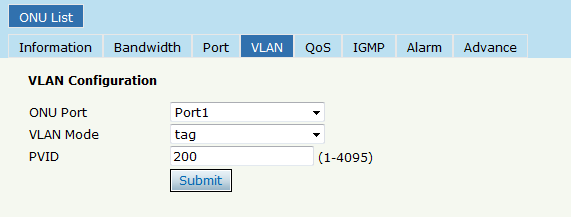 ONU List
Information Bandwidth Port VLAN QoS IGMP Alarm Advance
VLAN Configuration
ONU Port Port1
VLAN Mode tag
PVID 200 (1-4095)
Submit